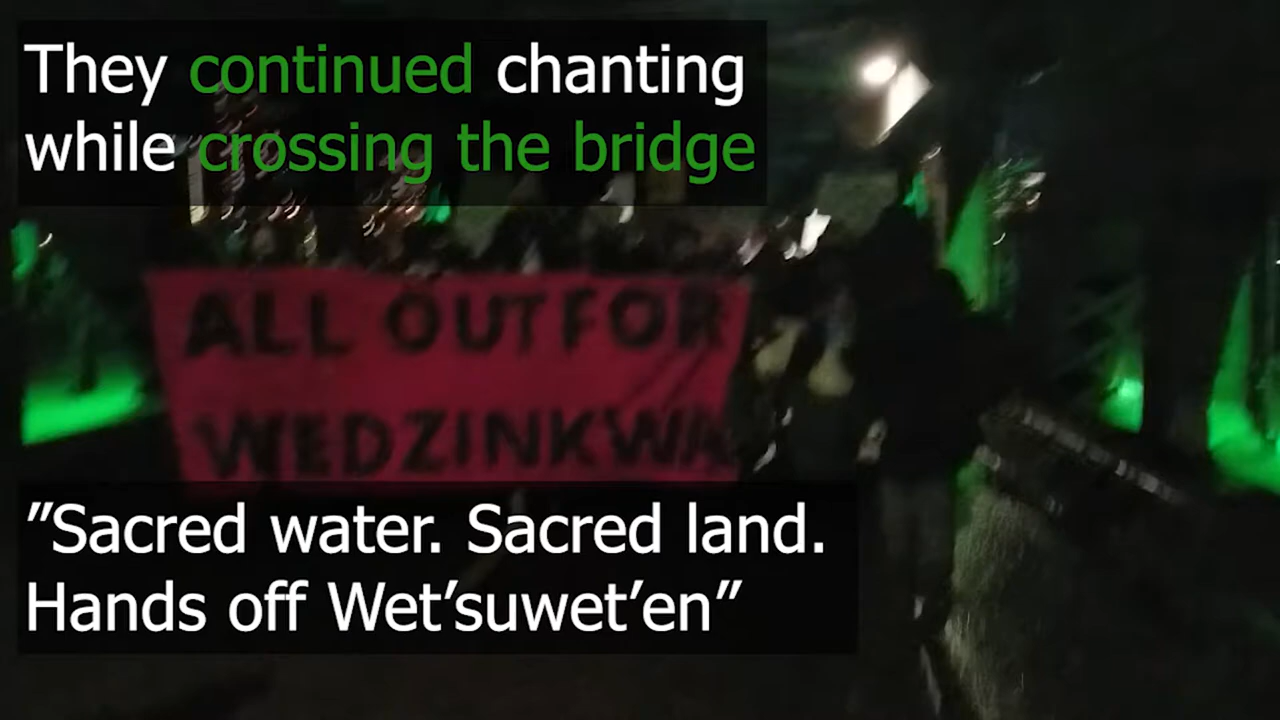 They continued chanting
while crossing the bridge
ALL OUT FOR
WEDZINKWA
"Sacred water. Sacred land.
Hands off Wet’suwet’en”